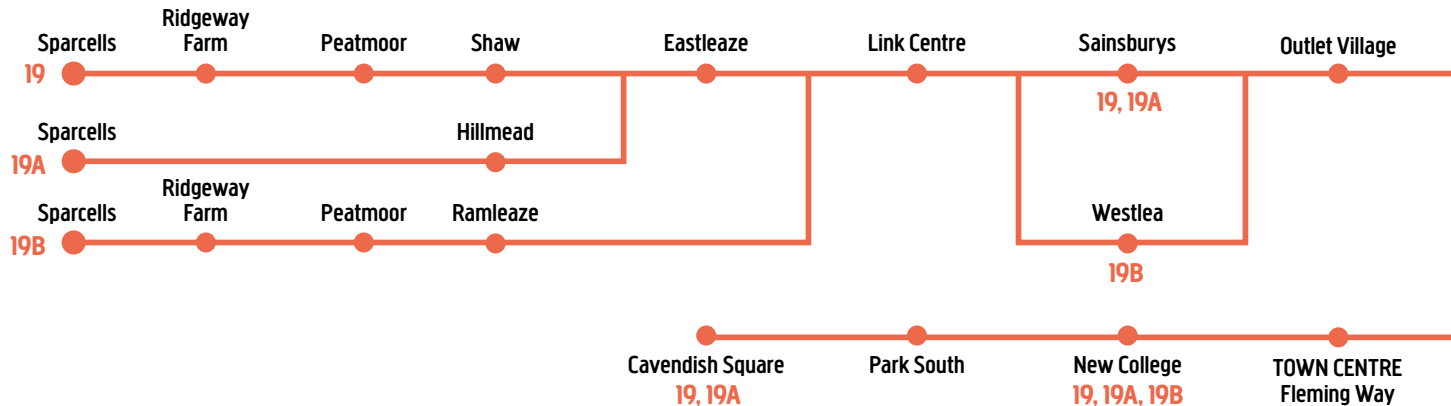 Sparcells
Ridgeway
Farm
Peatmoor
Shaw
Eastleaze
Link Centre
Sainsburys
Outlet Village
19
19, 19A
Sparcells
Hillmead
19A
Sparcells
Ridgeway
Farm
Peatmoor
Ramleaze
Westlea
19B
19B
Cavendish Square
19, 19A
Park South
New College
19, 19A, 19B
TOWN CENTRE
Fleming Way